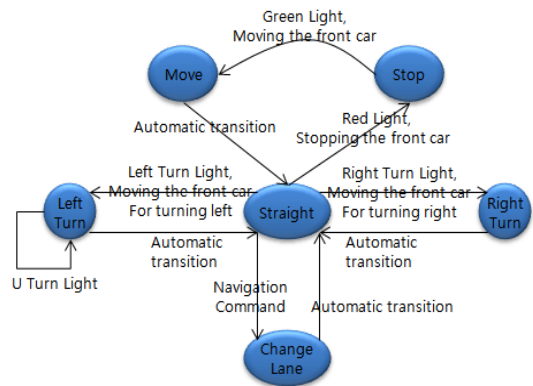 Green Light,
Moving the front car
Move
Stop
Automatic transition
Red Light,
Stopping the front car
Left Turn Light,
Moving the front car
For turning left
Right Turn Light,
Moving the front car
For turning right
Left
Turn
Straight
Right
Turn
Automatic
transition
Automatic
transition
U Turn Light
Navigation
Command
Automatic transition
Change
Lane